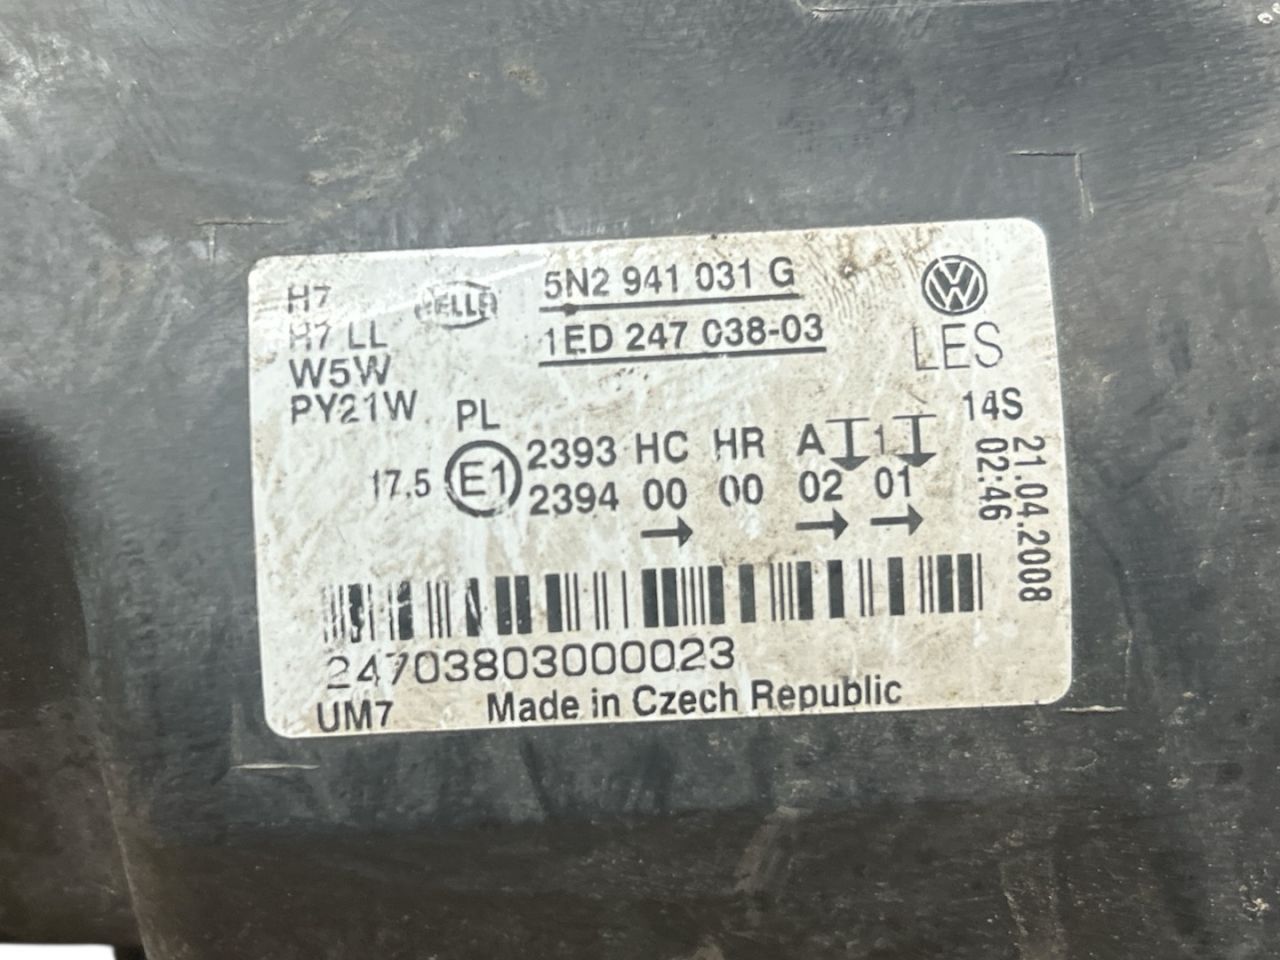 H7
H7 LL
W5W
PY21W
HELLA
5N2 941 031 G
1ED 247 038-03
VW
LES
14S
21.04.2008
02:46
PL
17.5 E1
2393 HC HR A 1
2394 00 00 02 01
→ → →
24703803000023
UM7 Made in Czech Republic